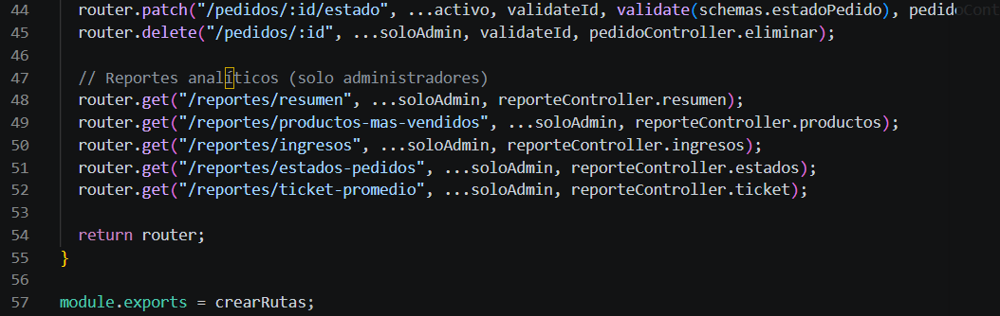 44 router.patch("/pedidos/:id/estado", ...activo, validateId, validate(schemas.estadoPedido), pedidoCont
45 router.delete("/pedidos/:id", ...soloAdmin, validateId, pedidoController.eliminar);
46
47 // Reportes analíticos (solo administradores)
48 router.get("/reportes/resumen", ...soloAdmin, reporteController.resumen);
49 router.get("/reportes/productos-mas-vendidos", ...soloAdmin, reporteController.productos);
50 router.get("/reportes/ingresos", ...soloAdmin, reporteController.ingresos);
51 router.get("/reportes/estados-pedidos", ...soloAdmin, reporteController.estados);
52 router.get("/reportes/ticket-promedio", ...soloAdmin, reporteController.ticket);
53
54 return router;
55 }
56
57 module.exports = crearRutas;